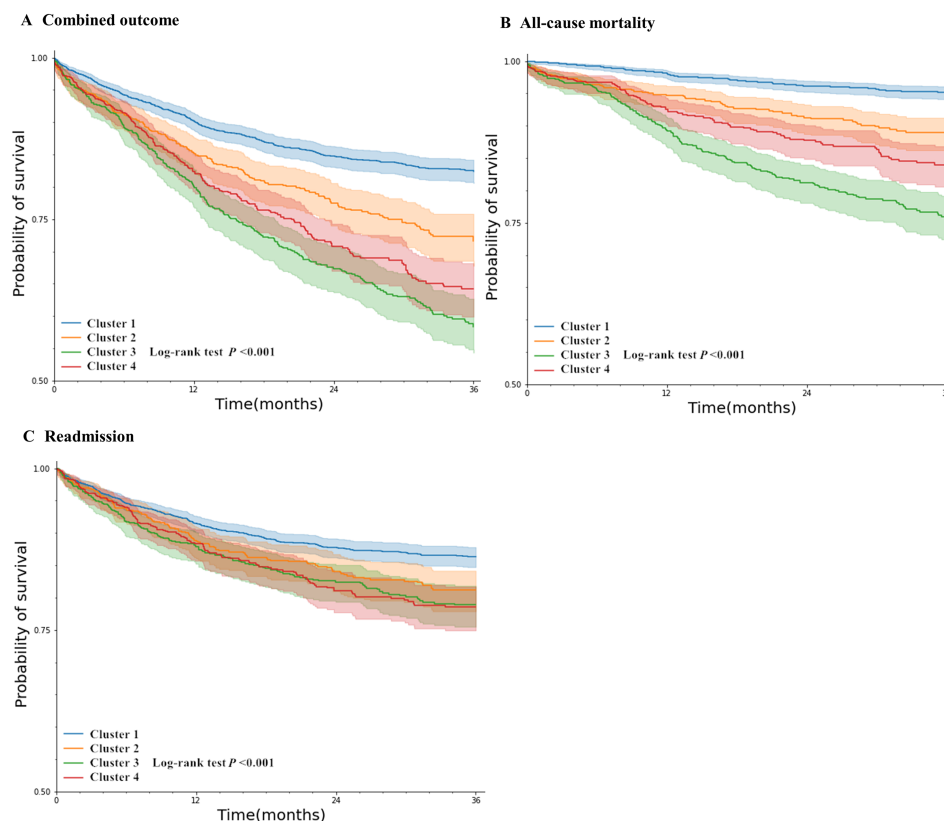 A Combined outcome
1.00
0.75
0.50
Probability of survival
Cluster 1
Cluster 2
Cluster 3 Log-rank test P <0.001
Cluster 4
0 12 24 36
Time(months)
B All-cause mortality
1.00
0.75
0.50
Probability of survival
Cluster 1
Cluster 2
Cluster 3 Log-rank test P <0.001
Cluster 4
0 12 24
Time(months)
C Readmission
1.00
0.75
0.50
Probability of survival
Cluster 1
Cluster 2
Cluster 3 Log-rank test P <0.001
Cluster 4
0 12 24 36
Time(months)